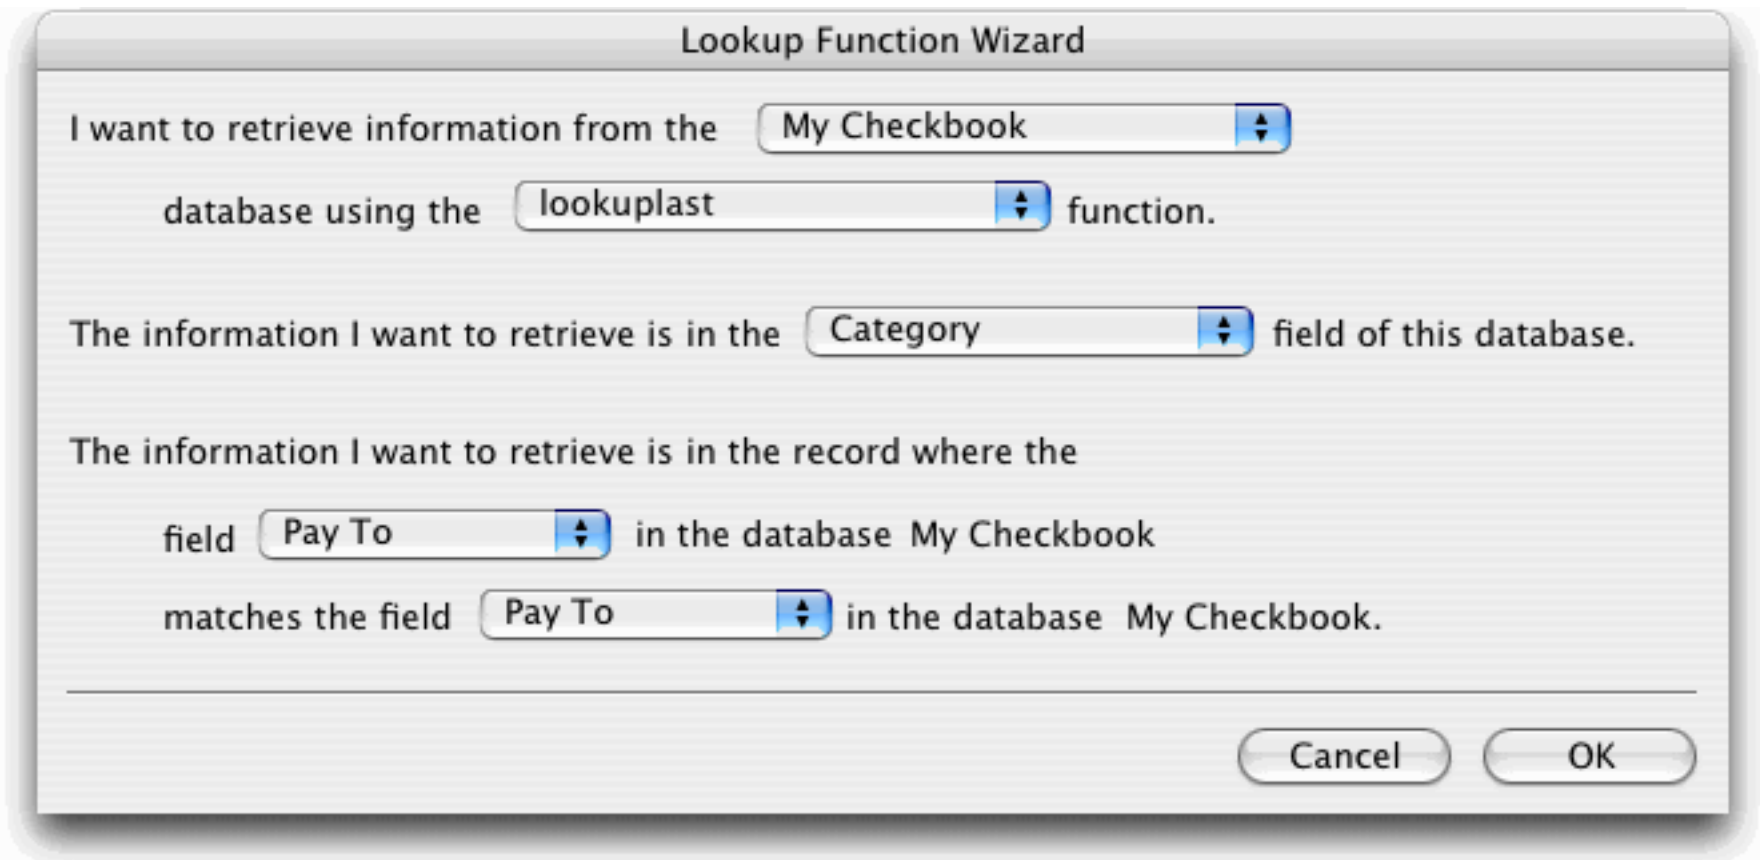 Lookup Function Wizard
I want to retrieve information from the My Checkbook
database using the lookuplast function.
The information I want to retrieve is in the Category field of this database.
The information I want to retrieve is in the record where the
field Pay To in the database My Checkbook
matches the field Pay To in the database My Checkbook.
Cancel OK